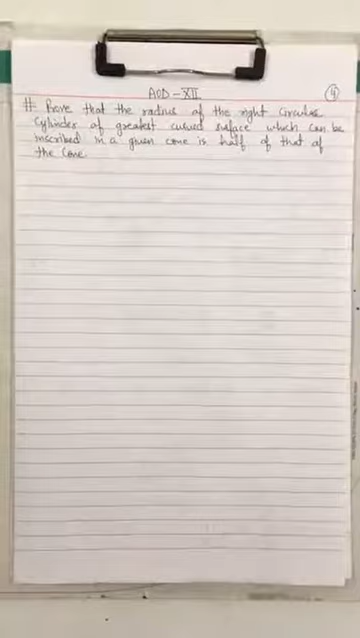 AOD - XII
4
# Prove that the radius of the right circular
cylinder of greatest curved surface which can be
inscribed in a given cone is half of that of
the cone